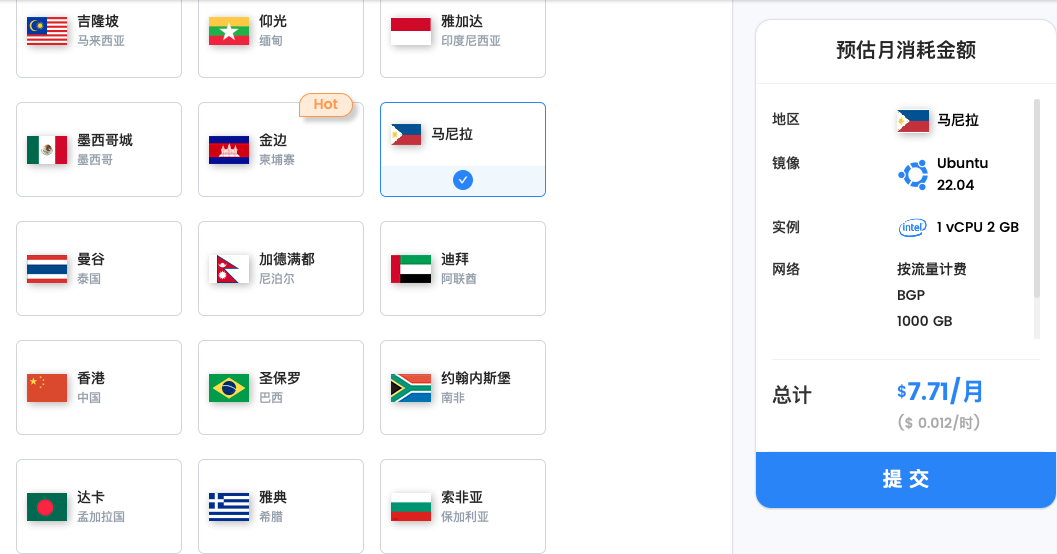 吉隆坡
马来西亚
仰光
缅甸
雅加达
印度尼西亚
墨西哥城
墨西哥
Hot
金边
柬埔寨
马尼拉
曼谷
泰国
加德满都
尼泊尔
迪拜
阿联酋
香港
中国
圣保罗
巴西
约翰内斯堡
南非
达卡
孟加拉国
雅典
希腊
索非亚
保加利亚
预估月消耗金额
地区
马尼拉
镜像
Ubuntu
22.04
实例
intel
1 vCPU 2 GB
网络
按流量计费
BGP
1000 GB
总计
$7.71/月
($ 0.012/时)
提 交